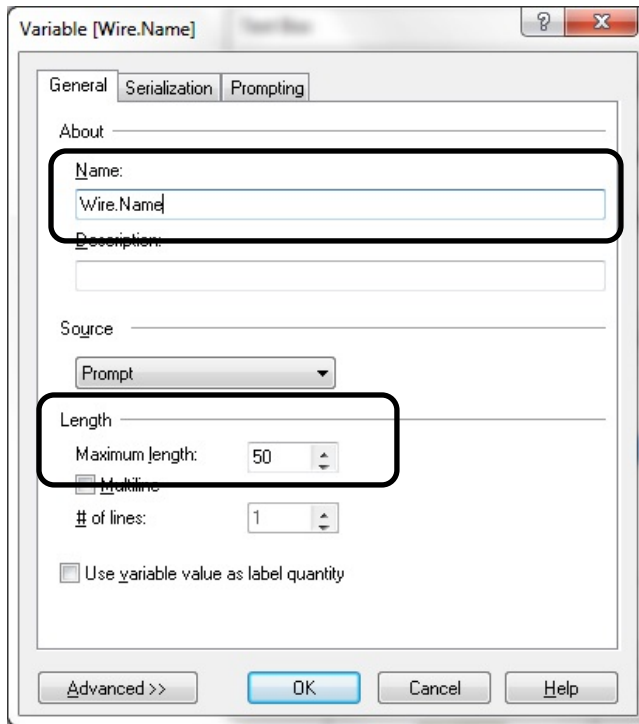 Variable [Wire.Name]
General Serialization Prompting
About
Name:
Wire.Name
Description:
Source
Prompt
Length
Maximum length: 50
Multiline
# of lines: 1
Use variable value as label quantity
Advanced >> OK Cancel Help